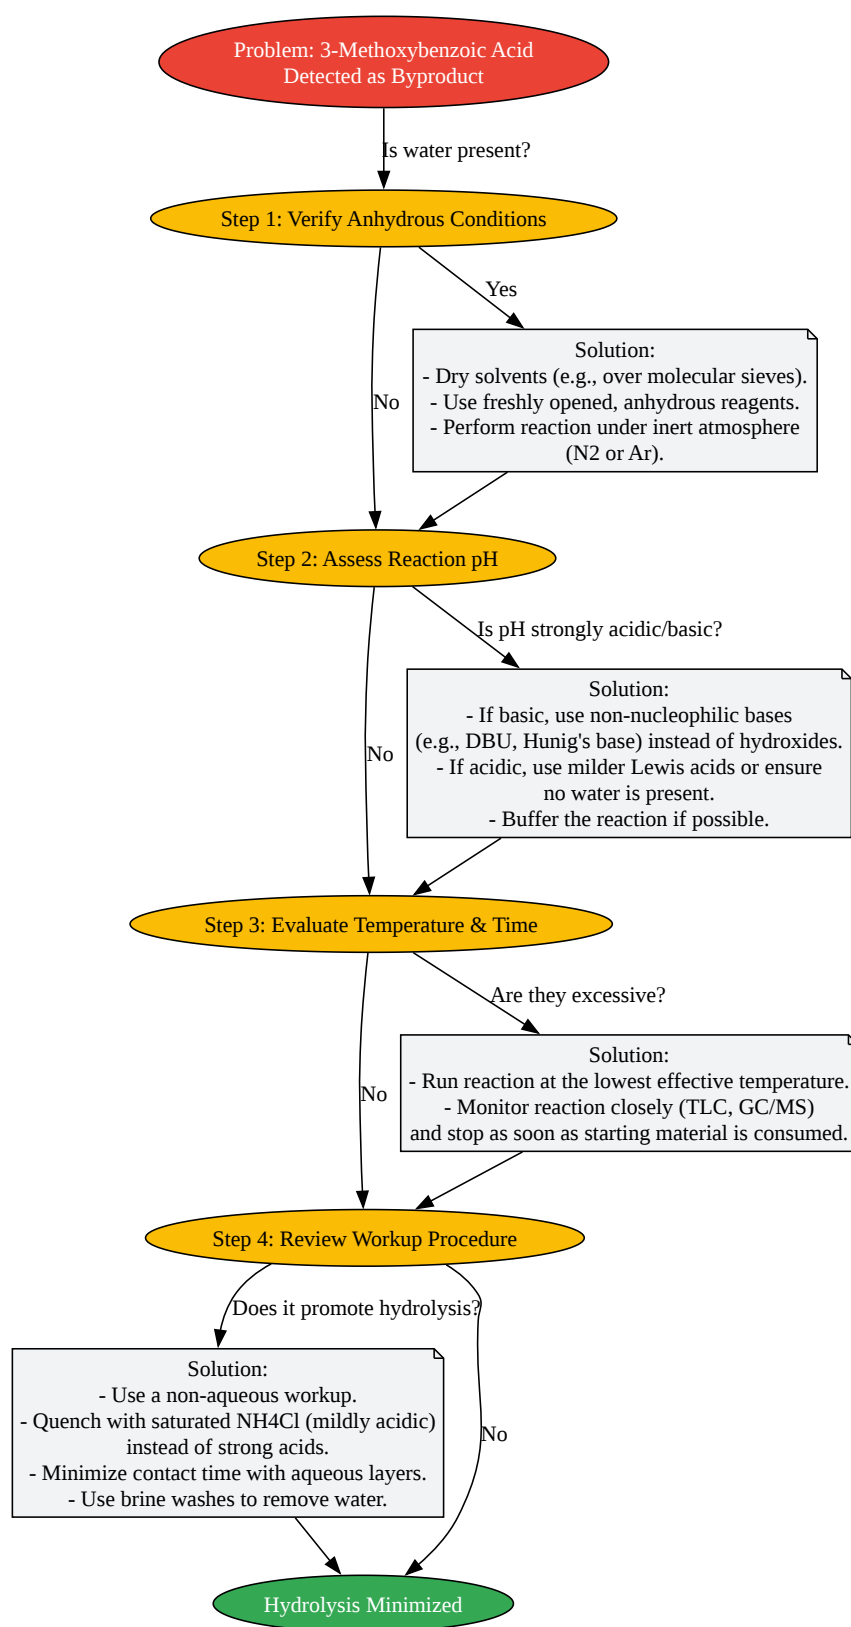 Problem: 3-Methoxybenzoic Acid
Detected as Byproduct
Is water present?
Step 1: Verify Anhydrous Conditions
Yes
Solution:
- Dry solvents (e.g., over molecular sieves).
- Use freshly opened, anhydrous reagents.
- Perform reaction under inert atmosphere
(N2 or Ar).
No
Step 2: Assess Reaction pH
Is pH strongly acidic/basic?
Solution:
- If basic, use non-nucleophilic bases
(e.g., DBU, Hunig's base) instead of hydroxides.
- If acidic, use milder Lewis acids or ensure
no water is present.
- Buffer the reaction if possible.
No
Step 3: Evaluate Temperature & Time
Are they excessive?
Solution:
- Run reaction at the lowest effective temperature.
- Monitor reaction closely (TLC, GC/MS)
and stop as soon as starting material is consumed.
No
Step 4: Review Workup Procedure
Does it promote hydrolysis?
Solution:
- Use a non-aqueous workup.
- Quench with saturated NH4Cl (mildly acidic)
instead of strong acids.
- Minimize contact time with aqueous layers.
- Use brine washes to remove water.
No
Hydrolysis Minimized